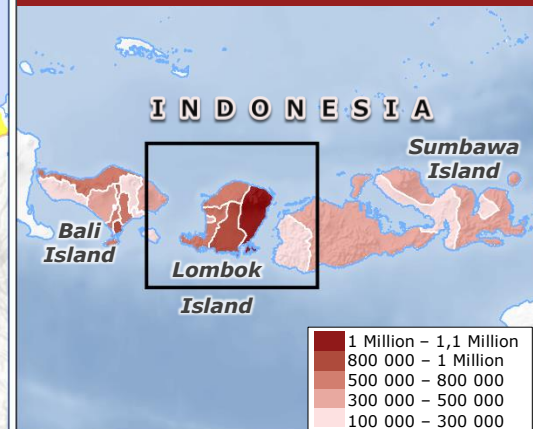 INDONESIA
Sumbawa
Island
Bali
Island
Lombok
Island
1 Million – 1,1 Million
800 000 – 1 Million
500 000 – 800 000
300 000 – 500 000
100 000 – 300 000